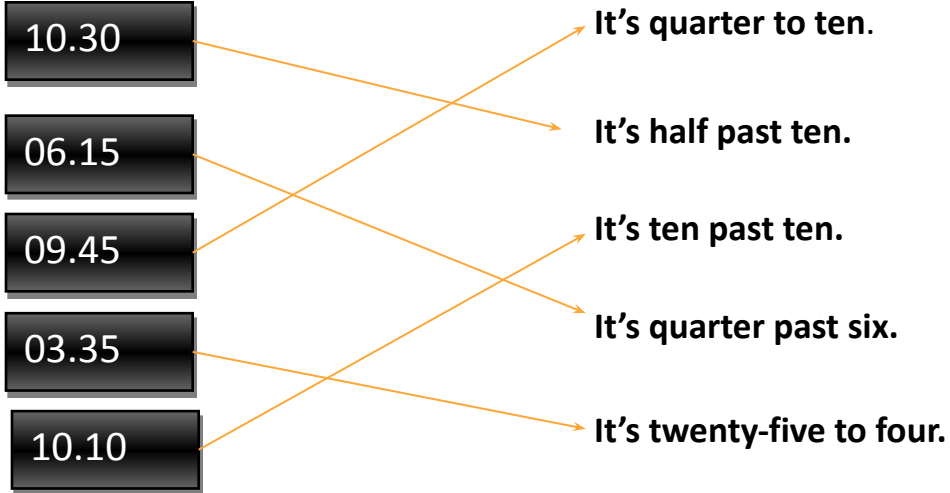 10.30
06.15
09.45
03.35
10.10
It’s quarter to ten.
It’s half past ten.
It’s ten past ten.
It’s quarter past six.
It’s twenty-five to four.